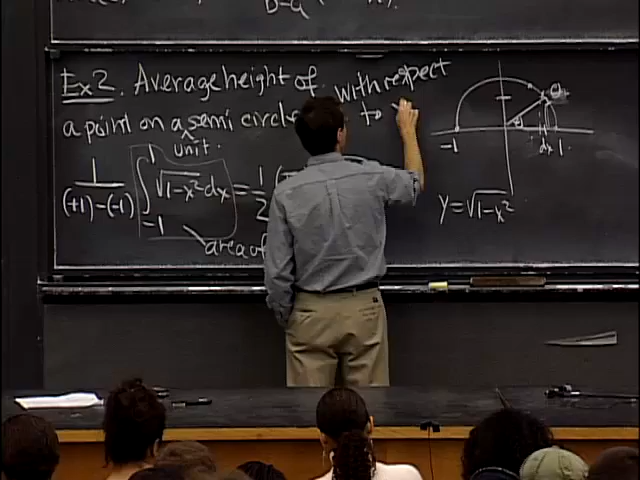 b-a
Ex 2. Average height of with respect
a point on a semi circle to
unit.
1/((+1)-(-1)) ∫_{-1}^{1} √(1-x²) dx = 1/2
area of
-1 θ dx 1
y = √(1-x²)